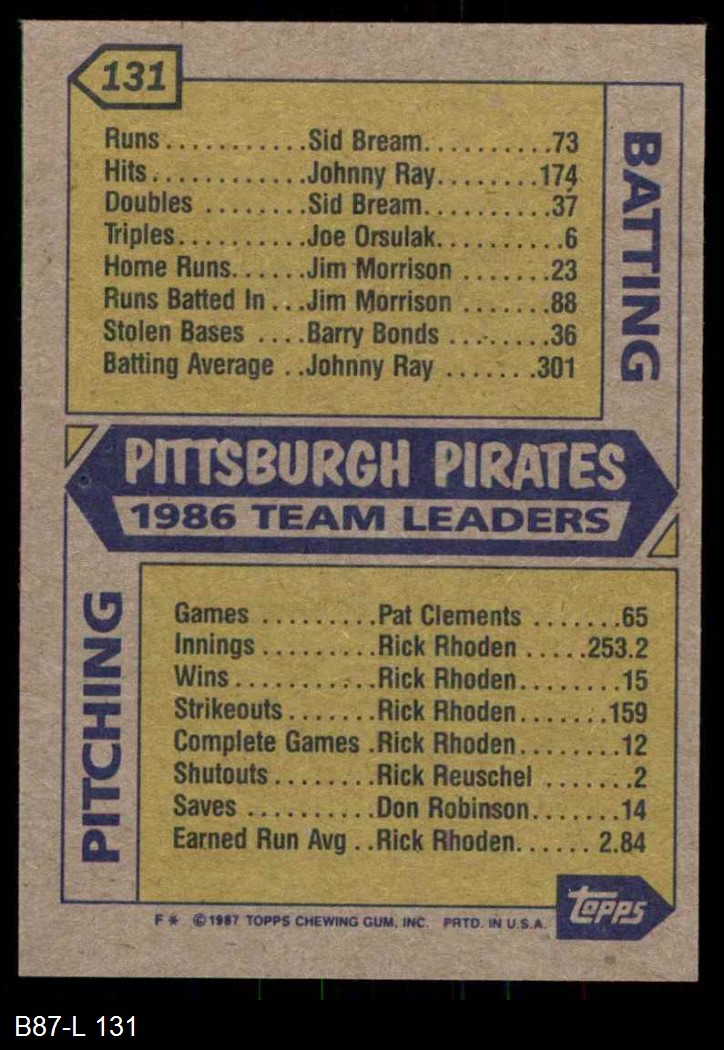 131
BATTING
Runs...........Sid Bream..........73
Hits............Johnny Ray........174
Doubles ........Sid Bream..........37
Triples..........Joe Orsulak..........6
Home Runs......Jim Morrison .......23
Runs Batted In ...Jim Morrison .......88
Stolen Bases ....Barry Bonds ........36
Batting Average ..Johnny Ray .......301
PITTSBURGH PIRATES
1986 TEAM LEADERS
PITCHING
Games .........Pat Clements .......65
Innings .........Rick Rhoden .....253.2
Wins...........Rick Rhoden........15
Strikeouts.......Rick Rhoden.......159
Complete Games .Rick Rhoden........12
Shutouts........Rick Reuschel .......2
Saves ..........Don Robinson.......14
Earned Run Avg ..Rick Rhoden...... 2.84
topps
F* ©1987 TOPPS CHEWING GUM, INC. PRTD. IN U.S.A.
B87-L 131